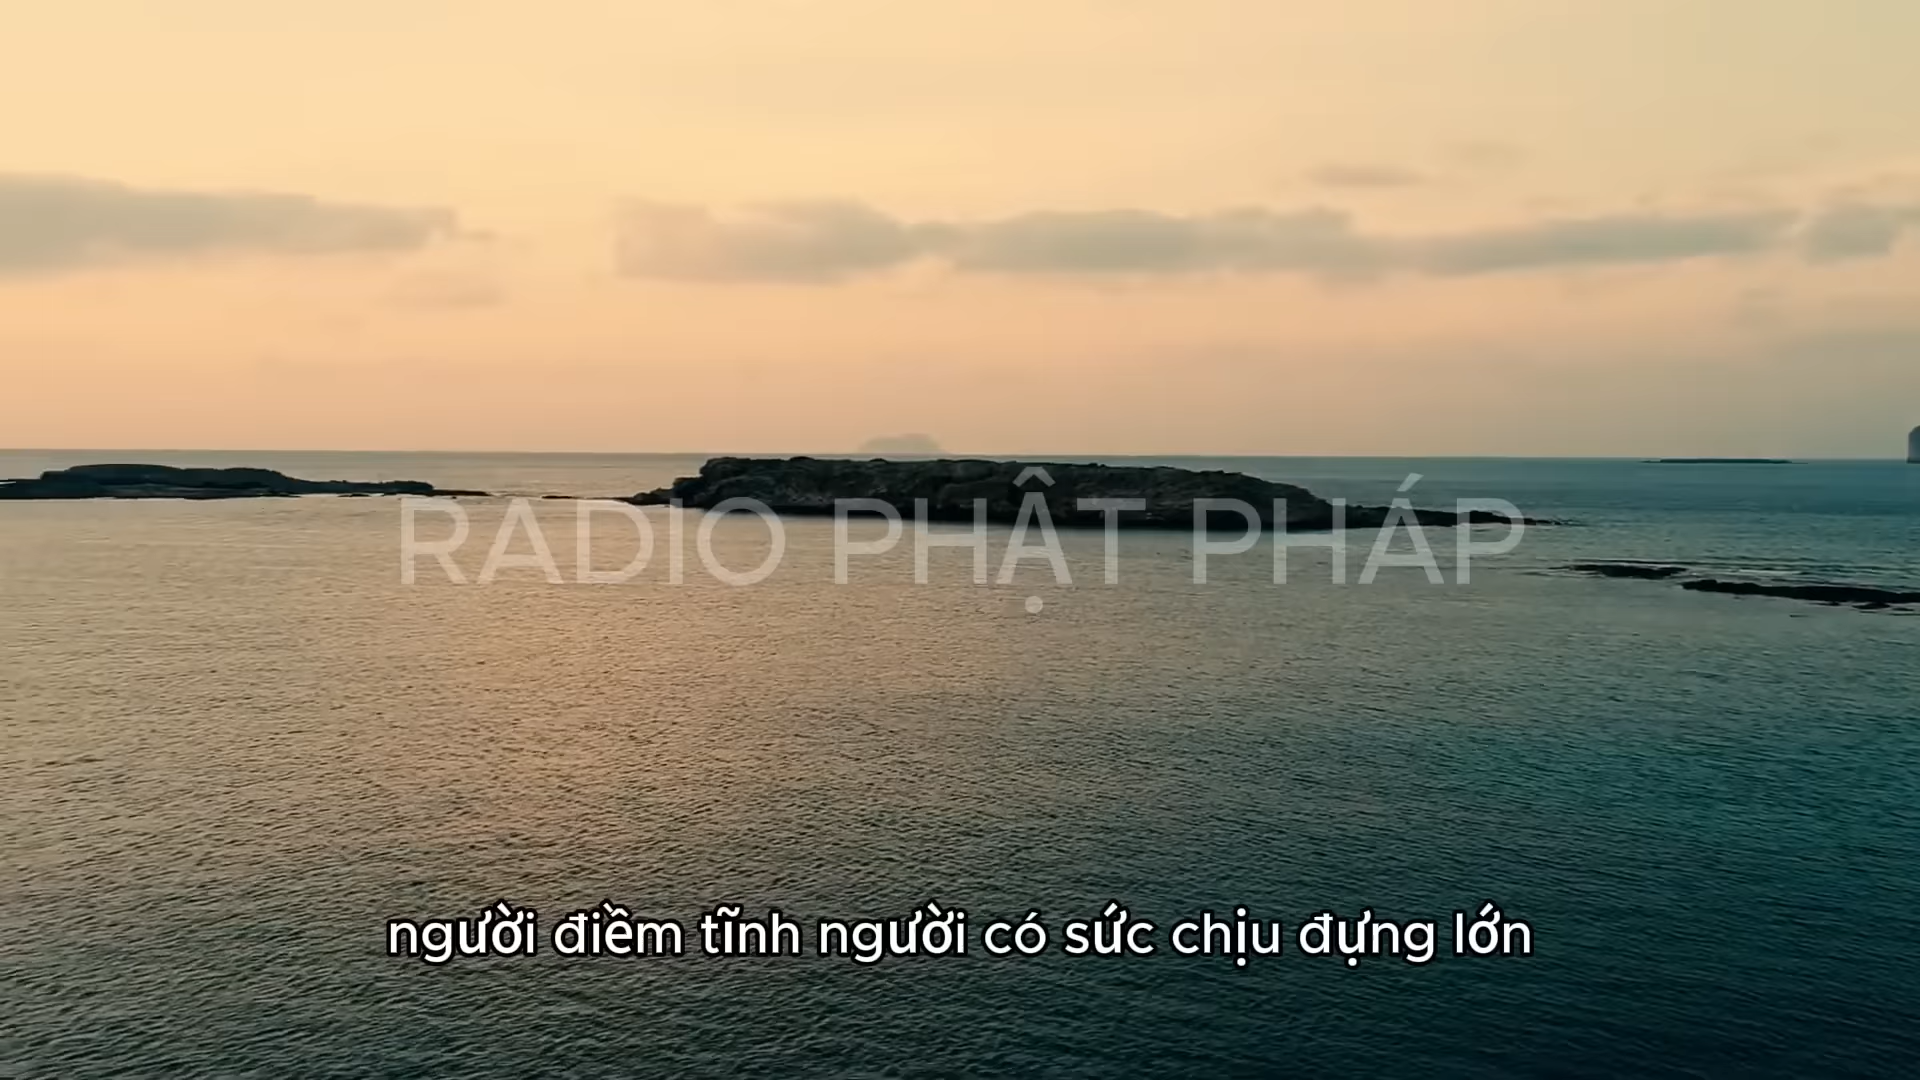 RADIO PHẬT PHÁP
người điềm tĩnh người có sức chịu đựng lớn